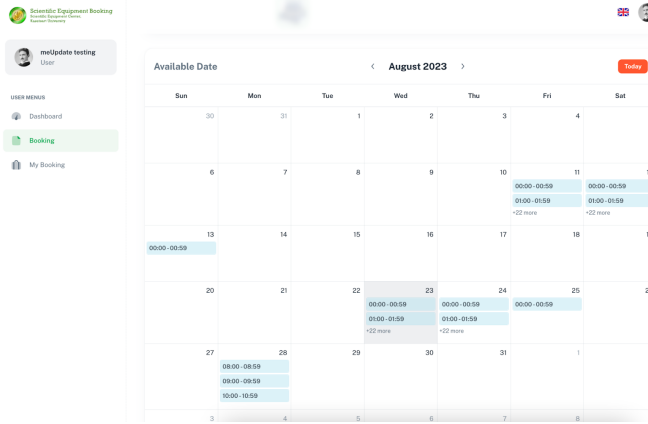 Scientific Equipment Booking
Scientific Equipment Center,
Kasetsart University
meUpdate testing
User
USER MENUS
Dashboard
Booking
My Booking
Available Date
< August 2023 >
Today
Sun Mon Tue Wed Thu Fri Sat
30 31 1 2 3 4
6 7 8 9 10 11
00:00 - 00:59 00:00 - 00:59
01:00 - 01:59 01:00 - 01:59
+22 more +22 more
13 14 15 16 17 18
00:00 - 00:59
20 21 22 23 24 25
00:00 - 00:59 00:00 - 00:59 00:00 - 00:59
01:00 - 01:59 01:00 - 01:59
+22 more +22 more
27 28 29 30 31 1
08:00 - 08:59
09:00 - 09:59
10:00 - 10:59
3 4 5 6 7 8